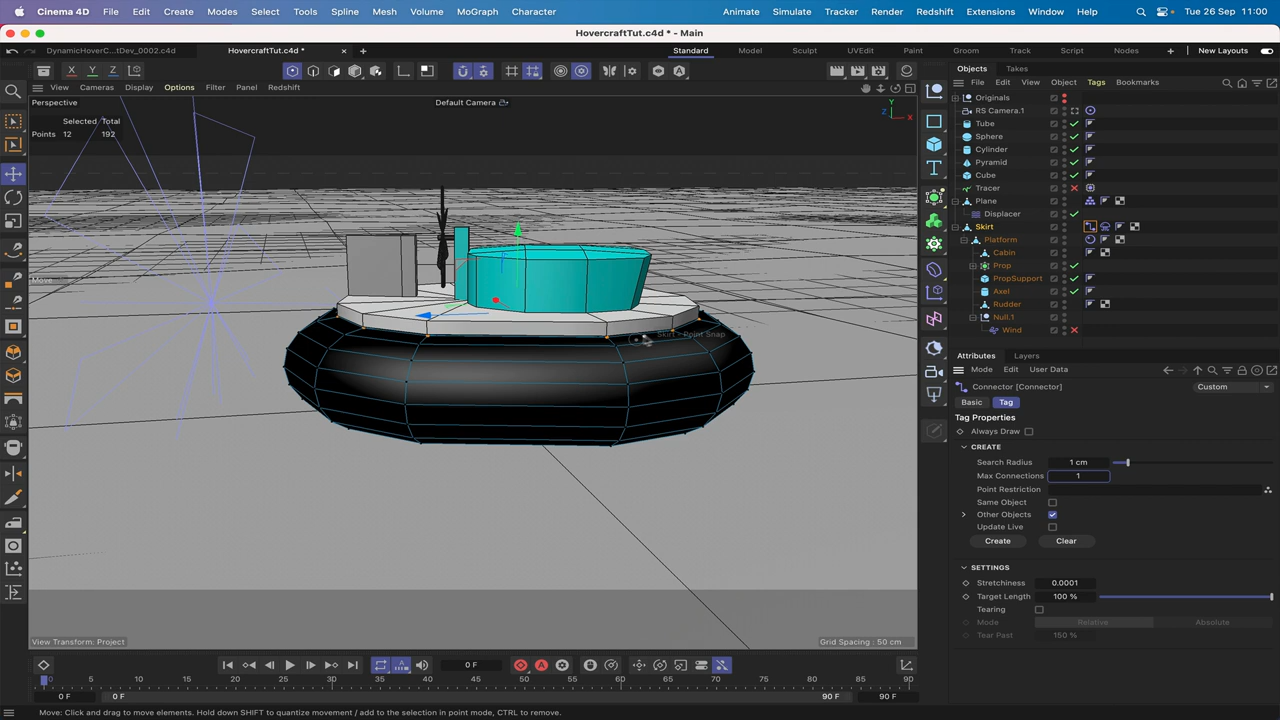 Cinema 4D File Edit Create Modes Select Tools Spline Mesh Volume MoGraph Character Animate Simulate Tracker Render Redshift Extensions Window Help Tue 26 Sep 11:00
HovercraftTut.c4d * - Main
DynamicHoverC...tDev_0002.c4d HovercraftTut.c4d * Standard Model Sculpt UVEdit Paint Groom Track Script Nodes New Layouts
X Y Z
Objects Takes
File Edit View Object Tags Bookmarks
View Cameras Display Options Filter Panel Redshift
Perspective Default Camera
Selected Total
Points 12 192
Y
Z X
Originals
RS Camera.1
Tube
Sphere
Cylinder
Pyramid
Cube
Tracer
Plane
Displacer
Skirt
Platform
Cabin
Prop
PropSupport
Axel
Rudder
Null.1
Wind
Move
Skirt - Point Snap
Attributes Layers
Mode Edit User Data
Connector [Connector] Custom
Basic Tag
Tag Properties
Always Draw
CREATE
Search Radius 1 cm
Max Connections 1
Point Restriction
Same Object
Other Objects
Update Live
Create Clear
SETTINGS
Stretchiness 0.0001
Target Length 100 %
Tearing
Mode Relative Absolute
Tear Past 150 %
View Transform: Project Grid Spacing : 50 cm
0 F
0 5 10 15 20 25 30 35 40 45 50 55 60 65 70 75 80 85 90
0 F 0 F 90 F 90 F
Move: Click and drag to move elements. Hold down SHIFT to quantize movement / add to the selection in point mode, CTRL to remove.